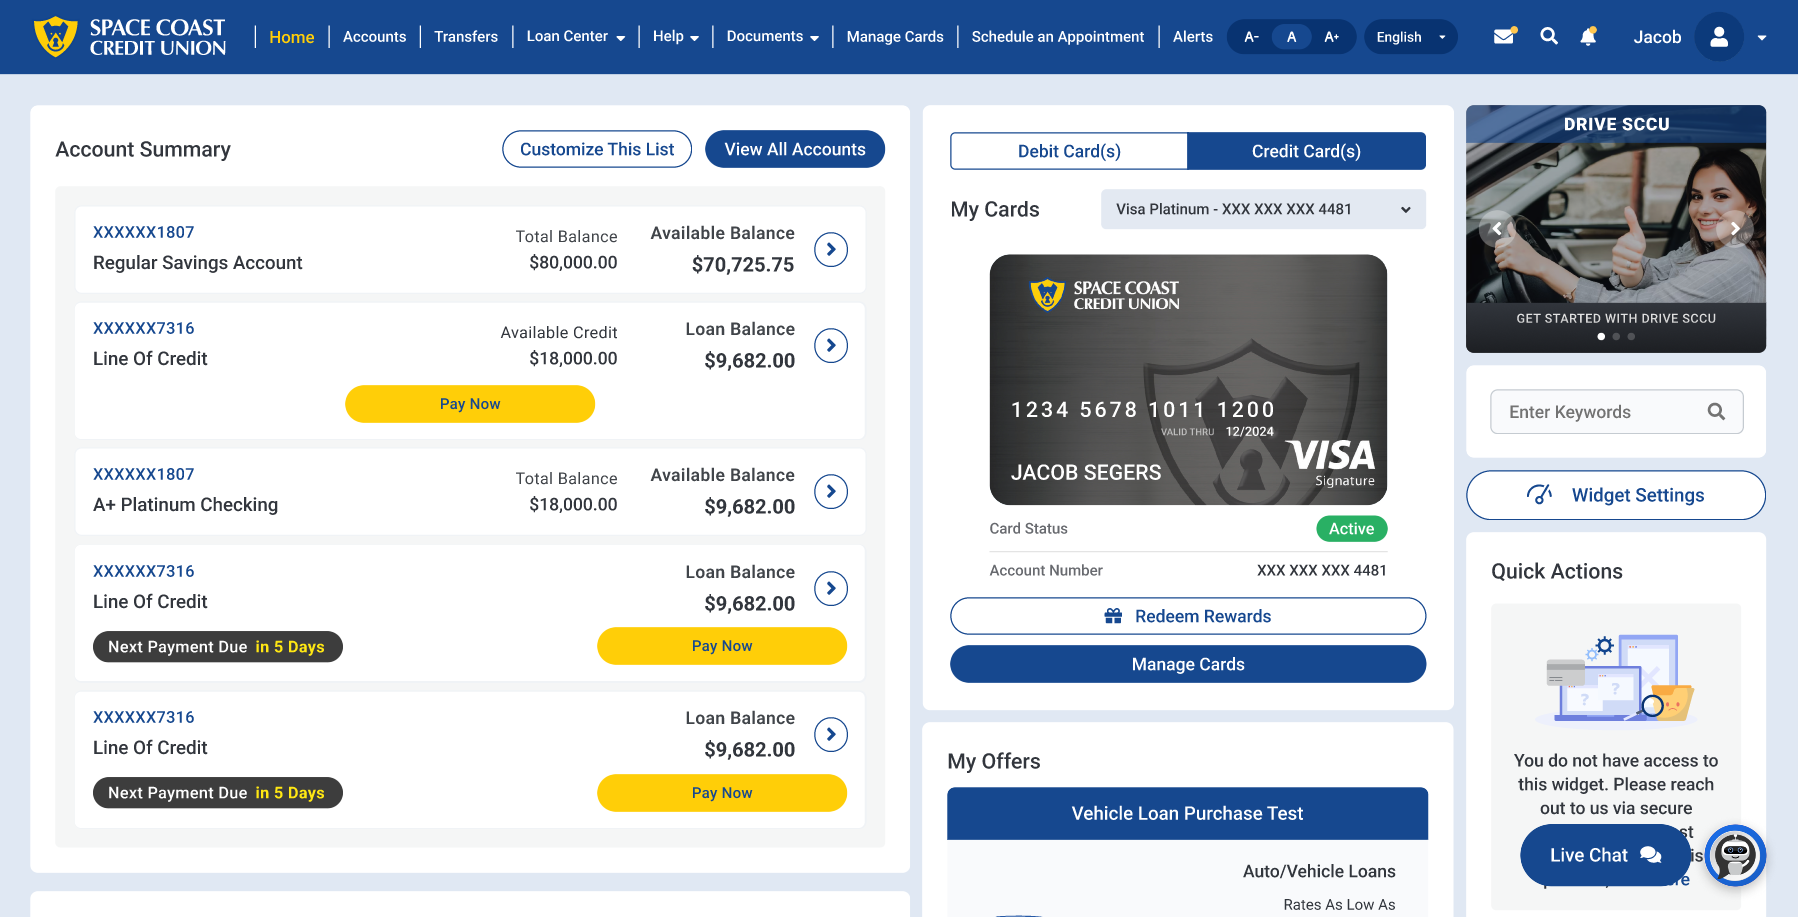 SPACE COAST
CREDIT UNION
Home
Accounts
Transfers
Loan Center
Help
Documents
Manage Cards
Schedule an Appointment
Alerts
A-
A
A+
English
Jacob
Account Summary
Customize This List
View All Accounts
XXXXXX1807
Regular Savings Account
Total Balance
$80,000.00
Available Balance
$70,725.75
XXXXXX7316
Line Of Credit
Available Credit
$18,000.00
Loan Balance
$9,682.00
Pay Now
XXXXXX1807
A+ Platinum Checking
Total Balance
$18,000.00
Available Balance
$9,682.00
XXXXXX7316
Line Of Credit
Loan Balance
$9,682.00
Next Payment Due in 5 Days
Pay Now
XXXXXX7316
Line Of Credit
Loan Balance
$9,682.00
Next Payment Due in 5 Days
Pay Now
Debit Card(s)
Credit Card(s)
My Cards
Visa Platinum - XXX XXX XXX 4481
SPACE COAST
CREDIT UNION
1234 5678 1011 1200
VALID THRU 12/2024
JACOB SEGERS
VISA
Signature
Card Status
Active
Account Number
XXX XXX XXX 4481
Redeem Rewards
Manage Cards
My Offers
Vehicle Loan Purchase Test
Auto/Vehicle Loans
Rates As Low As
DRIVE SCCU
GET STARTED WITH DRIVE SCCU
Enter Keywords
Widget Settings
Quick Actions
You do not have access to
this widget. Please reach
out to us via secure
Live Chat